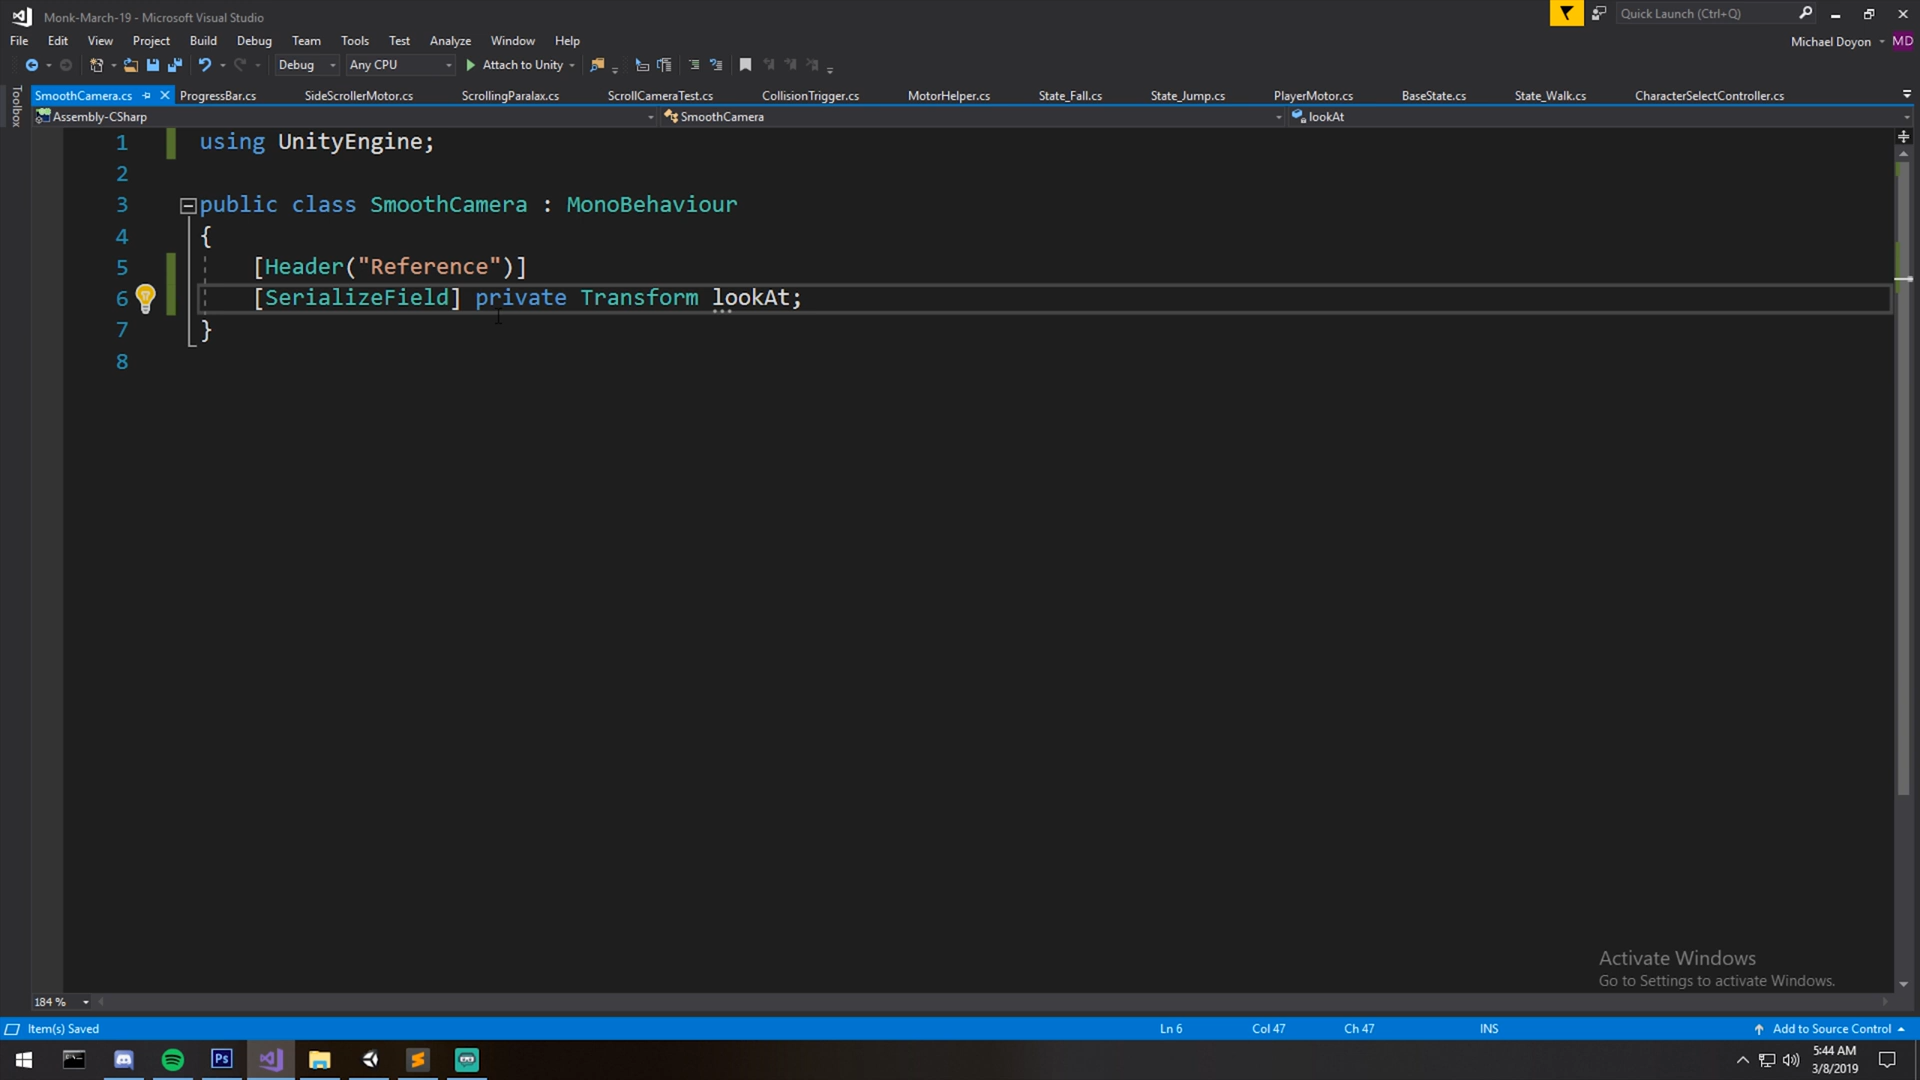 Monk-March-19 - Microsoft Visual Studio
Quick Launch (Ctrl+Q)
File Edit View Project Build Debug Team Tools Test Analyze Window Help
Michael Doyon MD
Debug Any CPU Attach to Unity
Toolbox
SmoothCamera.cs ProgressBar.cs SideScrollerMotor.cs ScrollingParalax.cs ScrollCameraTest.cs CollisionTrigger.cs MotorHelper.cs State_Fall.cs State_Jump.cs PlayerMotor.cs BaseState.cs State_Walk.cs CharacterSelectController.cs
Assembly-CSharp SmoothCamera lookAt
1 using UnityEngine;
2
3 public class SmoothCamera : MonoBehaviour
4 {
5 [Header("Reference")]
6 [SerializeField] private Transform lookAt;
7 }
8
Activate Windows
Go to Settings to activate Windows.
184 %
Item(s) Saved Ln 6 Col 47 Ch 47 INS Add to Source Control
Ps
5:44 AM
3/8/2019